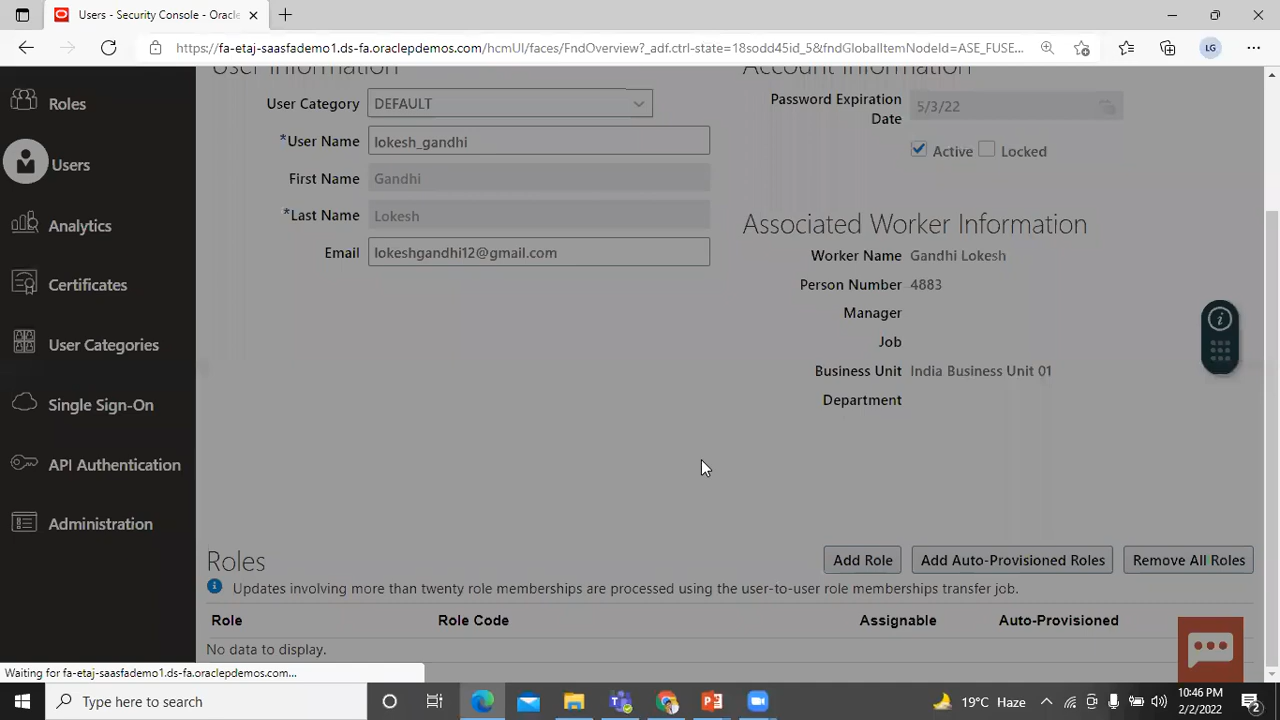 Users - Security Console - Oracl
https://fa-etaj-saasfademo1.ds-fa.oraclepdemos.com/hcmUI/faces/FndOverview?_adf.ctrl-state=18sodd45id_5&fndGlobalItemNodeId=ASE_FUSE...
LG
User Information
Account Information
Roles
User Category
DEFAULT
Password Expiration Date
5/3/22
*User Name
lokesh_gandhi
Active
Locked
Users
First Name
Gandhi
*Last Name
Lokesh
Analytics
Associated Worker Information
Email
lokeshgandhi12@gmail.com
Worker Name
Gandhi Lokesh
Certificates
Person Number
4883
Manager
User Categories
Job
Business Unit
India Business Unit 01
Single Sign-On
Department
API Authentication
Administration
Roles
Add Role
Add Auto-Provisioned Roles
Remove All Roles
Updates involving more than twenty role memberships are processed using the user-to-user role memberships transfer job.
Role
Role Code
Assignable
Auto-Provisioned
No data to display.
Waiting for fa-etaj-saasfademo1.ds-fa.oraclepdemos.com...
Type here to search
19°C Haze
10:46 PM
2/2/2022
2